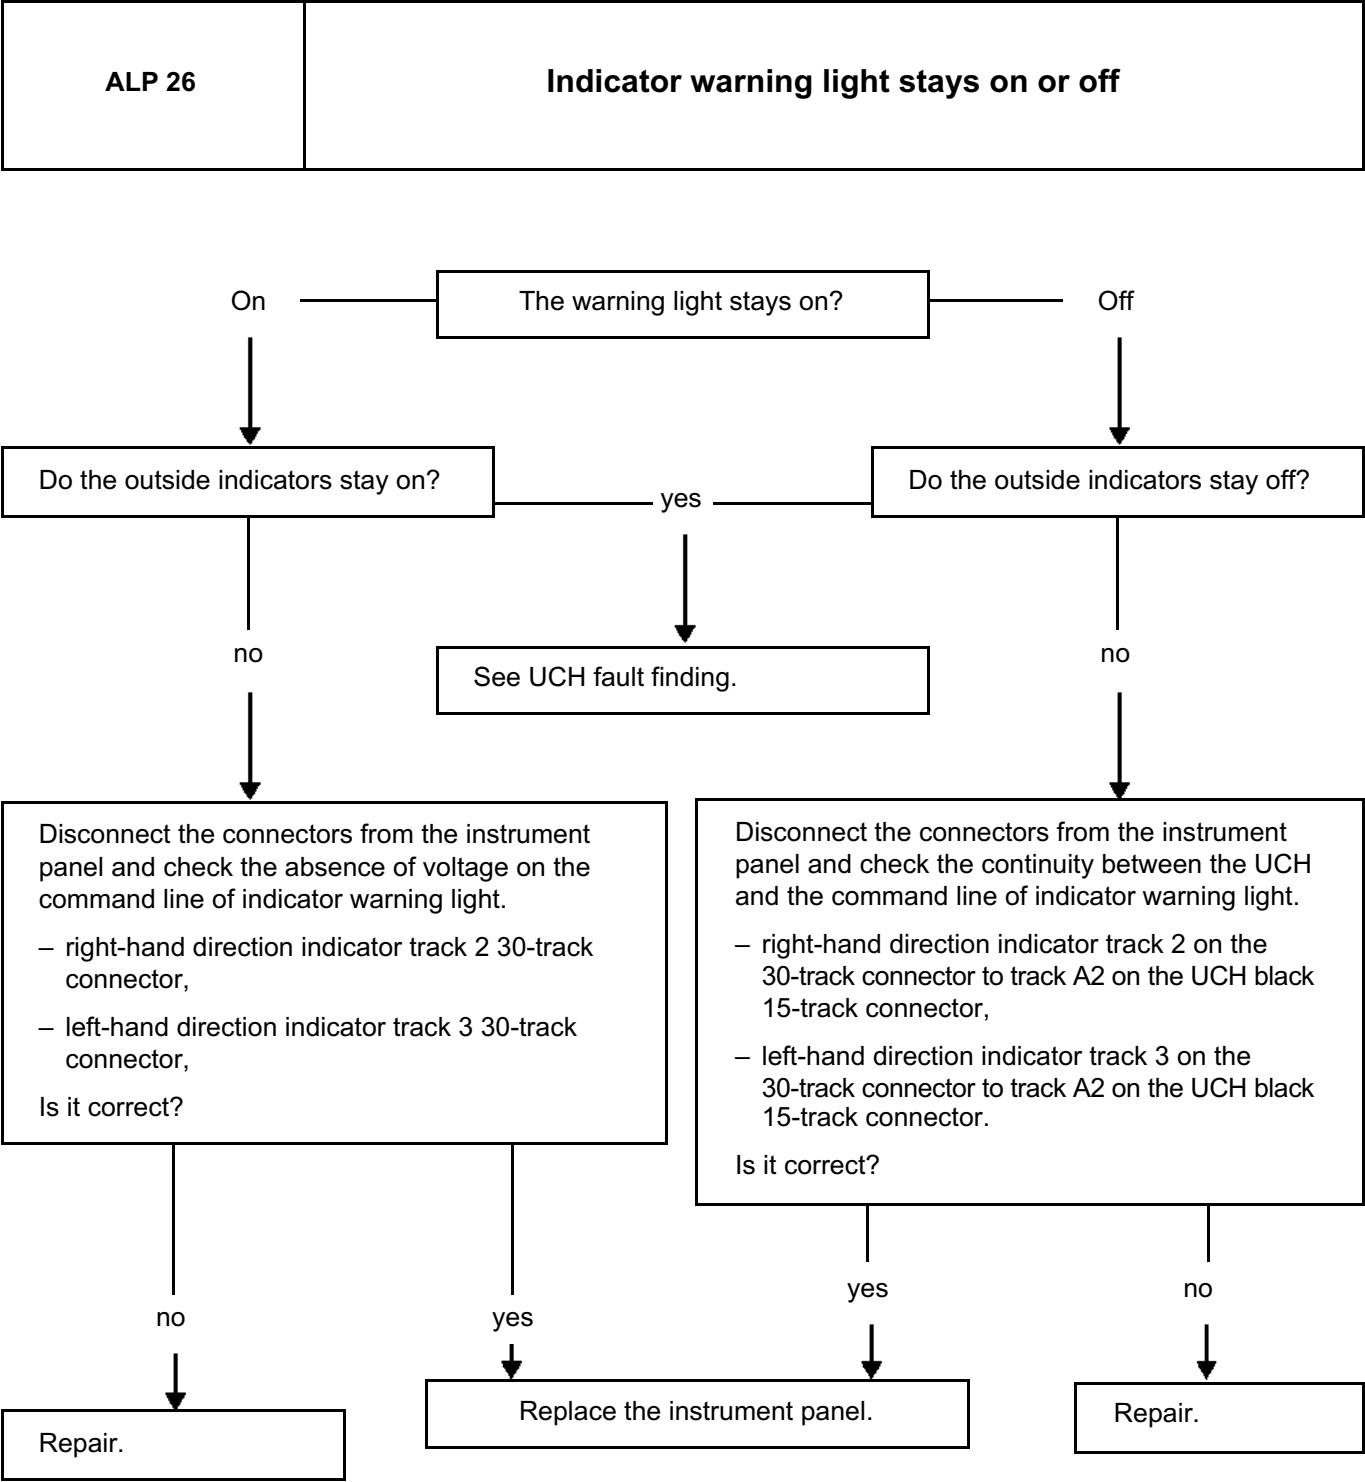 ALP 26
Indicator warning light stays on or off
On
The warning light stays on?
Off
Do the outside indicators stay on?
yes
Do the outside indicators stay off?
no
See UCH fault finding.
no
Disconnect the connectors from the instrument
panel and check the absence of voltage on the
command line of indicator warning light.
– right-hand direction indicator track 2 30-track
connector,
– left-hand direction indicator track 3 30-track
connector,
Is it correct?
Disconnect the connectors from the instrument
panel and check the continuity between the UCH
and the command line of indicator warning light.
– right-hand direction indicator track 2 on the
30-track connector to track A2 on the UCH black
15-track connector,
– left-hand direction indicator track 3 on the
30-track connector to track A2 on the UCH black
15-track connector.
Is it correct?
no
yes
yes
no
Repair.
Replace the instrument panel.
Repair.